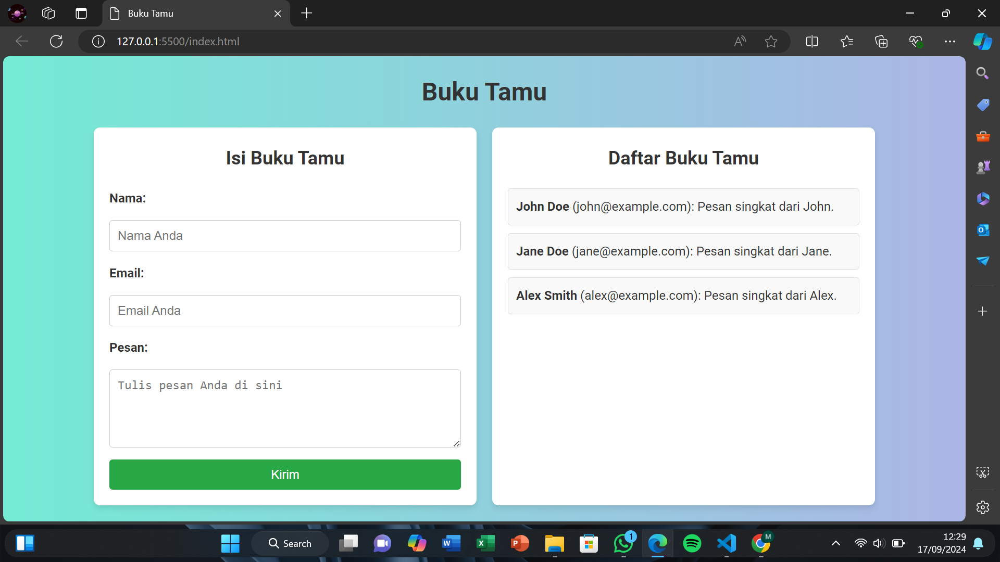 Buku Tamu
127.0.0.1:5500/index.html
Buku Tamu
Isi Buku Tamu
Nama:
Nama Anda
Email:
Email Anda
Pesan:
Tulis pesan Anda di sini
Kirim
Daftar Buku Tamu
John Doe (john@example.com): Pesan singkat dari John.
Jane Doe (jane@example.com): Pesan singkat dari Jane.
Alex Smith (alex@example.com): Pesan singkat dari Alex.
Search
1
M
12:29
17/09/2024